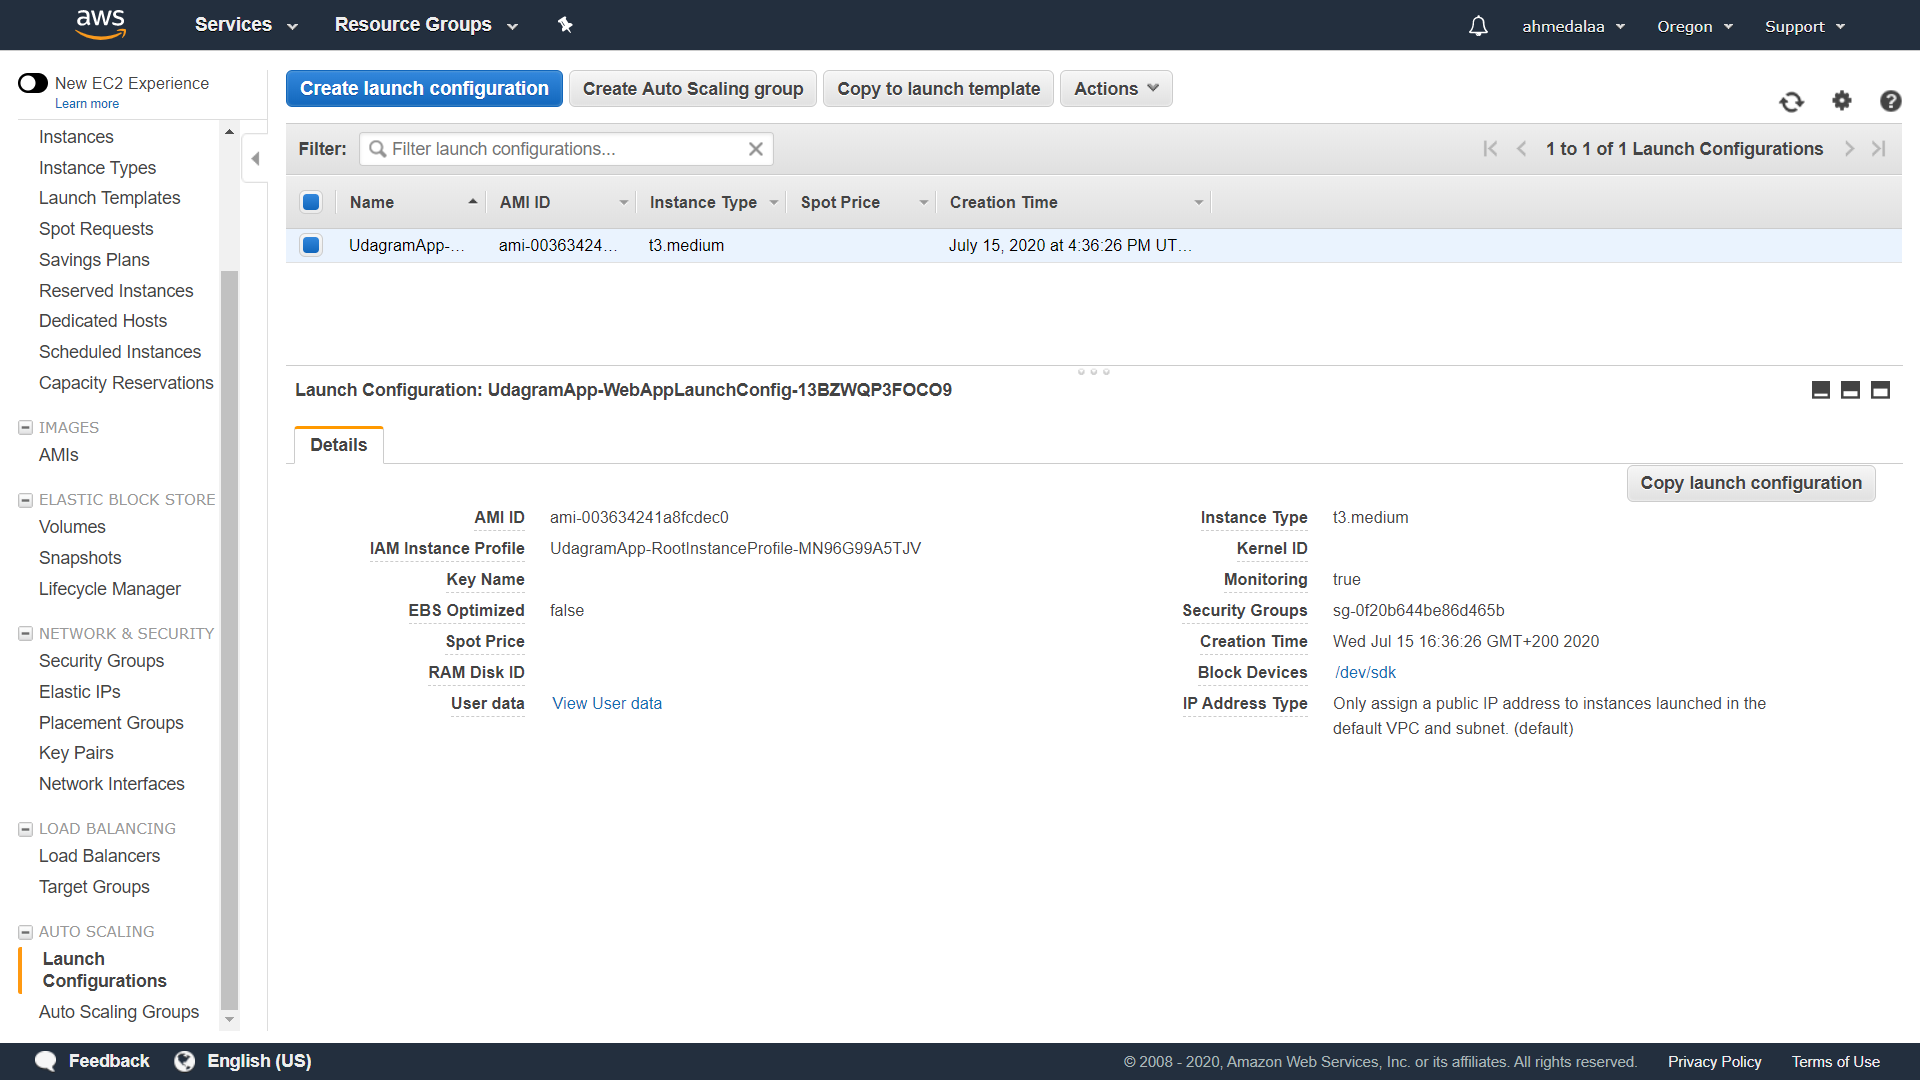 aws
Services
Resource Groups
ahmedalaa
Oregon
Support
New EC2 Experience
Learn more
Instances
Instance Types
Launch Templates
Spot Requests
Savings Plans
Reserved Instances
Dedicated Hosts
Scheduled Instances
Capacity Reservations
IMAGES
AMIs
ELASTIC BLOCK STORE
Volumes
Snapshots
Lifecycle Manager
NETWORK & SECURITY
Security Groups
Elastic IPs
Placement Groups
Key Pairs
Network Interfaces
LOAD BALANCING
Load Balancers
Target Groups
AUTO SCALING
Launch
Configurations
Auto Scaling Groups
Create launch configuration
Create Auto Scaling group
Copy to launch template
Actions
Filter:
Filter launch configurations...
1 to 1 of 1 Launch Configurations
Name
AMI ID
Instance Type
Spot Price
Creation Time
UdagramApp-...
ami-00363424...
t3.medium
July 15, 2020 at 4:36:26 PM UT...
Launch Configuration: UdagramApp-WebAppLaunchConfig-13BZWQP3FOCO9
Details
Copy launch configuration
AMI ID ami-003634241a8fcdec0
IAM Instance Profile UdagramApp-RootInstanceProfile-MN96G99A5TJV
Key Name
EBS Optimized false
Spot Price
RAM Disk ID
User data View User data
Instance Type t3.medium
Kernel ID
Monitoring true
Security Groups sg-0f20b644be86d465b
Creation Time Wed Jul 15 16:36:26 GMT+200 2020
Block Devices /dev/sdk
IP Address Type Only assign a public IP address to instances launched in the
default VPC and subnet. (default)
Feedback
English (US)
© 2008 - 2020, Amazon Web Services, Inc. or its affiliates. All rights reserved.
Privacy Policy
Terms of Use